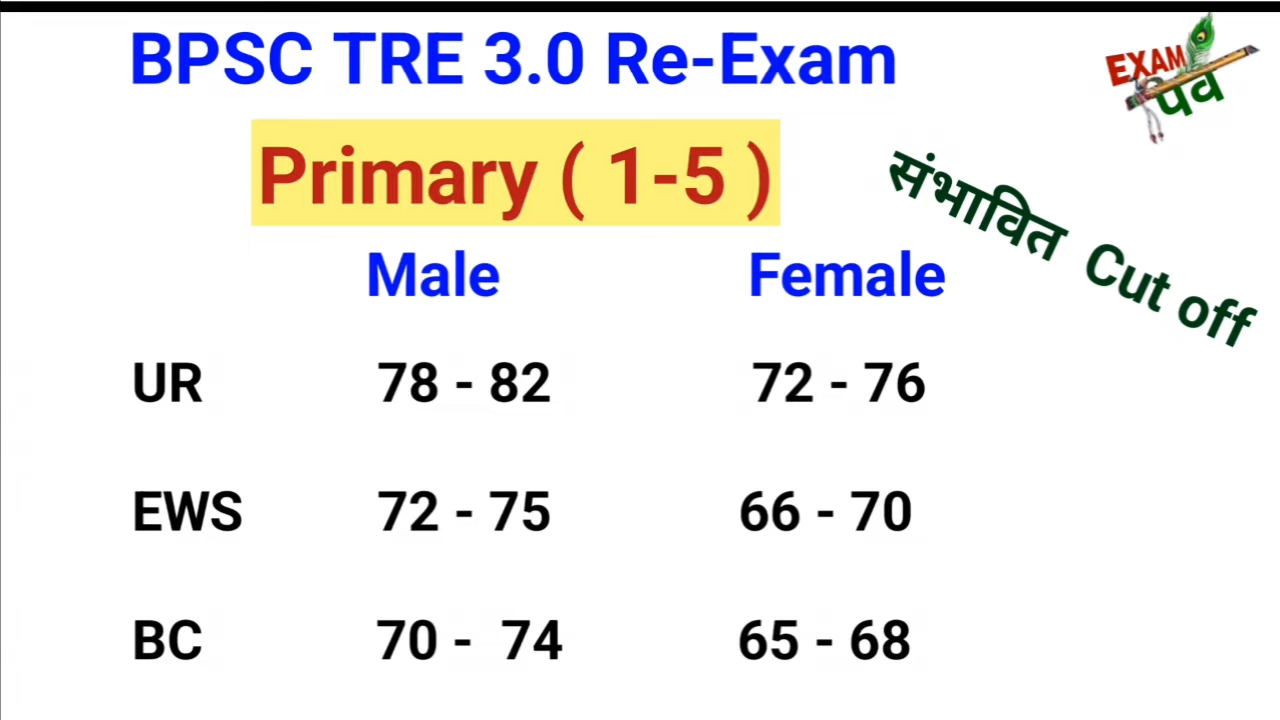 BPSC TRE 3.0 Re-Exam
EXAM
पर्व
Primary ( 1-5 )
संभावित Cut off
Male Female
UR 78 - 82 72 - 76
EWS 72 - 75 66 - 70
BC 70 - 74 65 - 68